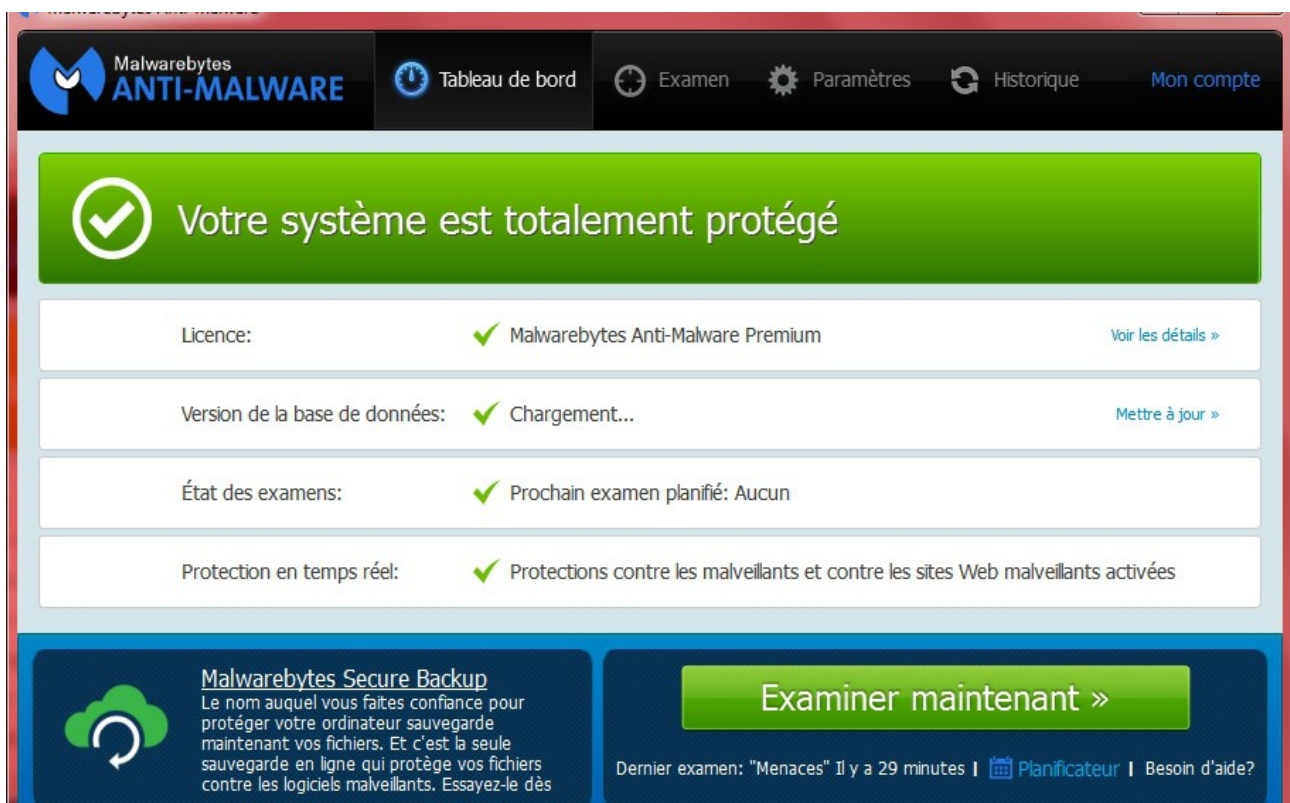 Malwarebytes
ANTI-MALWARE
Tableau de bord
Examen
Paramètres
Historique
Mon compte
Votre système est totalement protégé
Licence:
Malwarebytes Anti-Malware Premium
Voir les détails »
Version de la base de données:
Chargement...
Mettre à jour »
État des examens:
Prochain examen planifié: Aucun
Protection en temps réel:
Protections contre les malveillants et contre les sites Web malveillants activées
Malwarebytes Secure Backup
Le nom auquel vous faites confiance pour
protéger votre ordinateur sauvegarde
maintenant vos fichiers. Et c'est la seule
sauvegarde en ligne qui protège vos fichiers
contre les logiciels malveillants. Essayez-le dès
Examiner maintenant »
Dernier examen: "Menaces" Il y a 29 minutes | Planificateur | Besoin d'aide?